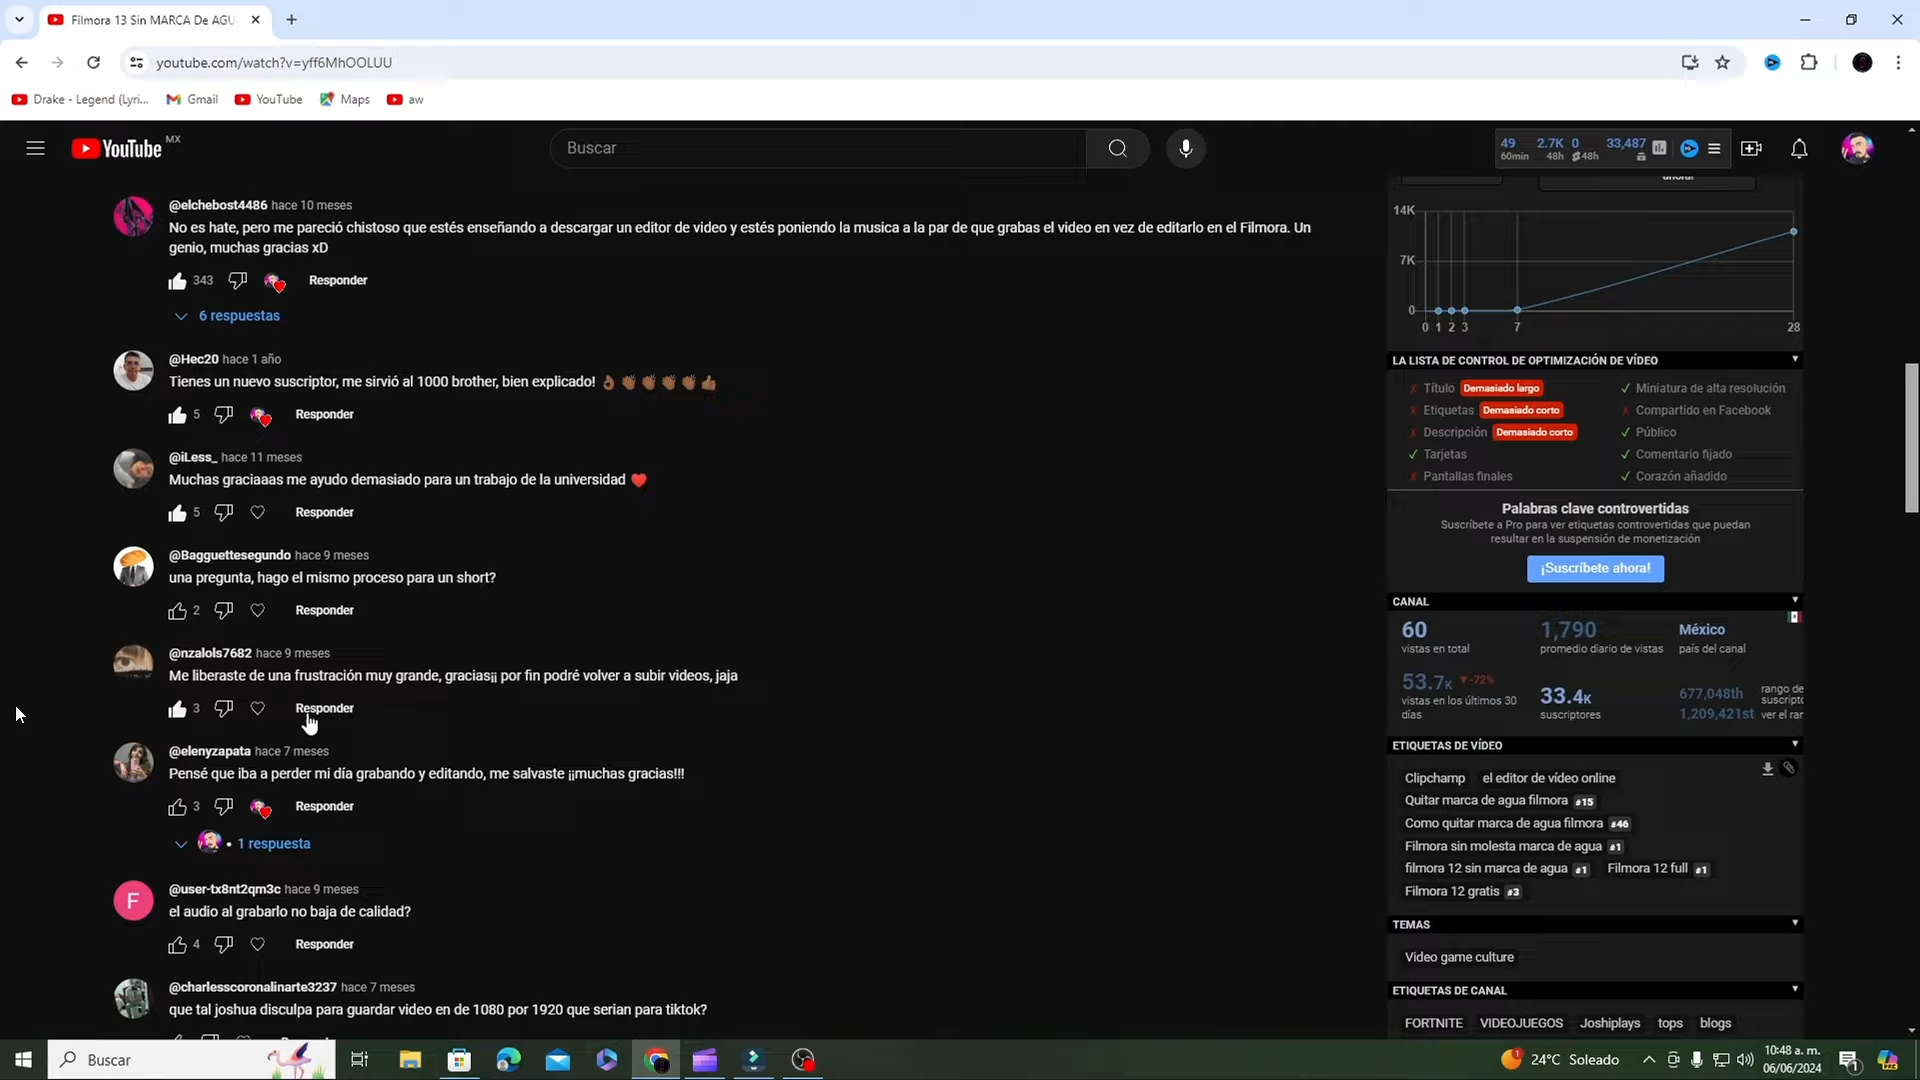 Filmora 13 Sin MARCA De AGU
youtube.com/watch?v=yff6MhOOLUU
Drake - Legend (Lyri...
Gmail
YouTube
Maps
aw
YouTube MX
Buscar
49 2.7K 0 33,487
60min 48h 48h
@elchebost4486 hace 10 meses
No es hate, pero me pareció chistoso que estés enseñando a descargar un editor de video y estés poniendo la musica a la par de que grabas el video en vez de editarlo en el Filmora. Un
genio, muchas gracias xD
343 Responder
6 respuestas
@Hec20 hace 1 año
Tienes un nuevo suscriptor, me sirvió al 1000 brother, bien explicado! 👌🏾👏🏾👏🏾👏🏾👏🏾👍🏾
5 Responder
@iLess_ hace 11 meses
Muchas graciaaas me ayudo demasiado para un trabajo de la universidad ❤️
5 Responder
@Bagguettesegundo hace 9 meses
una pregunta, hago el mismo proceso para un short?
2 Responder
@nzalols7682 hace 9 meses
Me liberaste de una frustración muy grande, gracias¡¡ por fin podré volver a subir videos, jaja
3 Responder
@elenyzapata hace 7 meses
Pensé que iba a perder mi día grabando y editando, me salvaste ¡¡muchas gracias!!!
3 Responder
• 1 respuesta
F
@user-tx8nt2qm3c hace 9 meses
el audio al grabarlo no baja de calidad?
4 Responder
@charlesscoronalinarte3237 hace 7 meses
que tal joshua disculpa para guardar video en de 1080 por 1920 que serian para tiktok?
ahora!
14K
7K
0
0 1 2 3 7 28
LA LISTA DE CONTROL DE OPTIMIZACIÓN DE VÍDEO
✗ Título Demasiado largo ✓ Miniatura de alta resolución
✗ Etiquetas Demasiado corto ✗ Compartido en Facebook
✗ Descripción Demasiado corto ✓ Público
✓ Tarjetas ✓ Comentario fijado
✗ Pantallas finales ✓ Corazón añadido
Palabras clave controvertidas
Suscríbete a Pro para ver etiquetas controvertidas que puedan
resultar en la suspensión de monetización
¡Suscríbete ahora!
CANAL
60 1,790 México
vistas en total promedio diario de vistas país del canal
53.7K ▼-72% 33.4K 677,048th rango de
vistas en los últimos 30 suscriptores 1,209,421st ver el rar
días
ETIQUETAS DE VÍDEO
Clipchamp el editor de vídeo online
Quitar marca de agua filmora #15
Como quitar marca de agua filmora #46
Filmora sin molesta marca de agua #1
filmora 12 sin marca de agua #1 Filmora 12 full #1
Filmora 12 gratis #3
TEMAS
Video game culture
ETIQUETAS DE CANAL
FORTNITE VIDEOJUEGOS Joshiplays tops blogs
Buscar
24°C Soleado
10:48 a. m.
06/06/2024